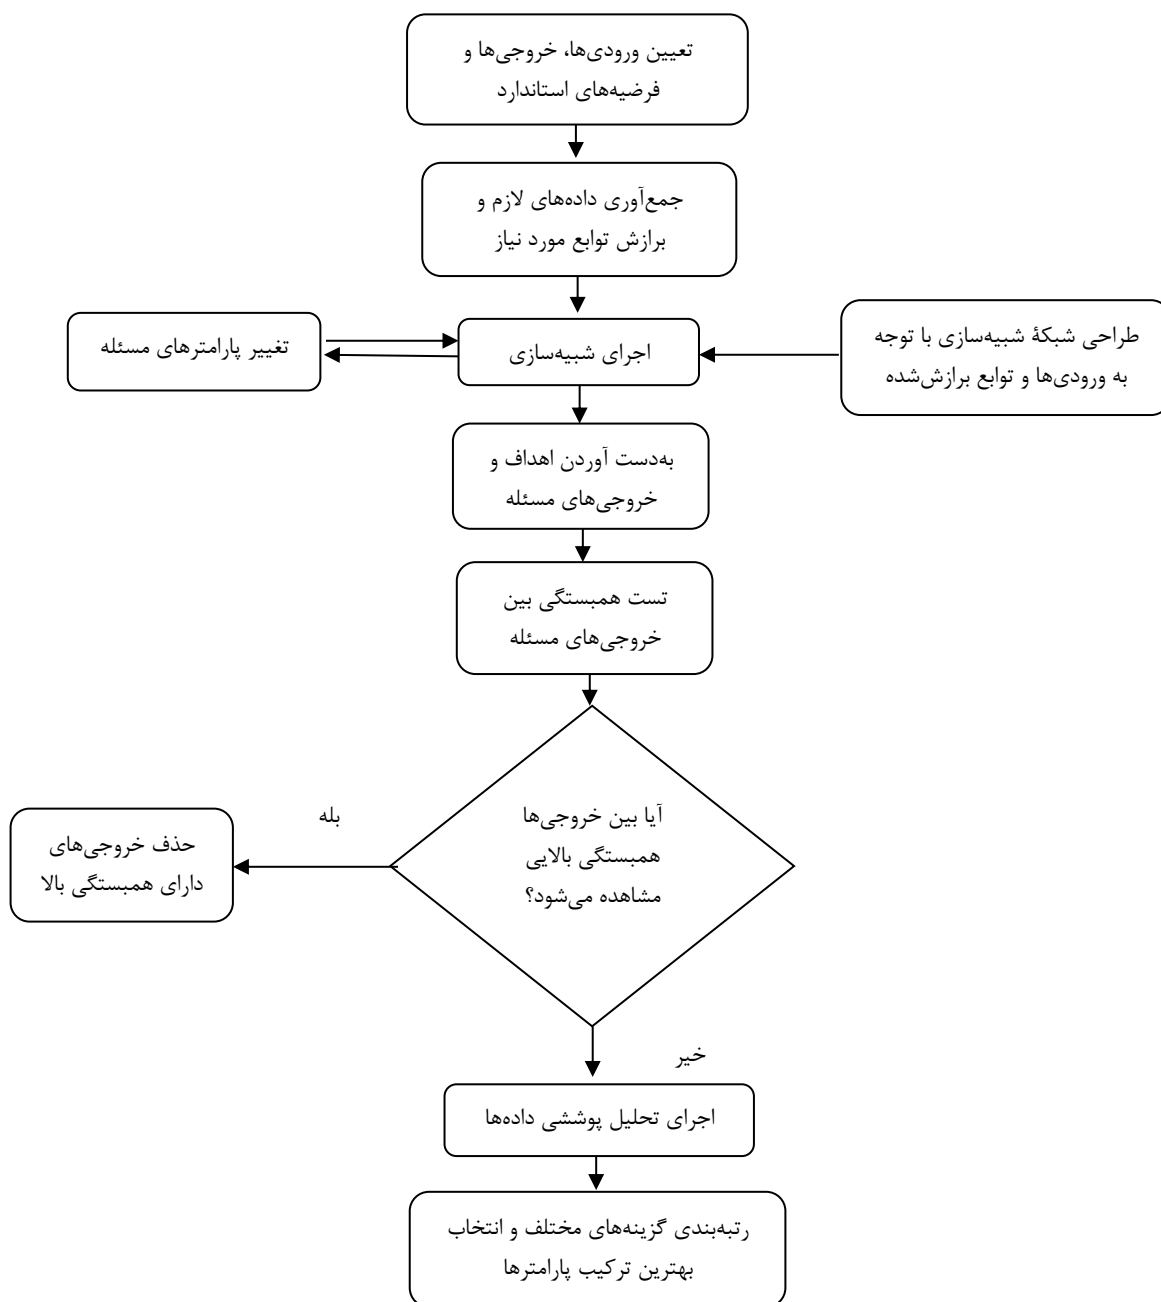 تعیین ورودی‌ها، خروجی‌ها و
فرضیه‌های استاندارد
جمع‌آوری داده‌های لازم و
برازش توابع مورد نیاز
طراحی شبکهٔ شبیه‌سازی با توجه
به ورودی‌ها و توابع برازش‌شده
اجرای شبیه‌سازی
تغییر پارامترهای مسئله
به‌دست آوردن اهداف و
خروجی‌های مسئله
تست همبستگی بین
خروجی‌های مسئله
آیا بین خروجی‌ها
همبستگی بالایی
مشاهده می‌شود؟
بله
حذف خروجی‌های
دارای همبستگی بالا
خیر
اجرای تحلیل پوششی داده‌ها
رتبه‌بندی گزینه‌های مختلف و انتخاب
بهترین ترکیب پارامترها